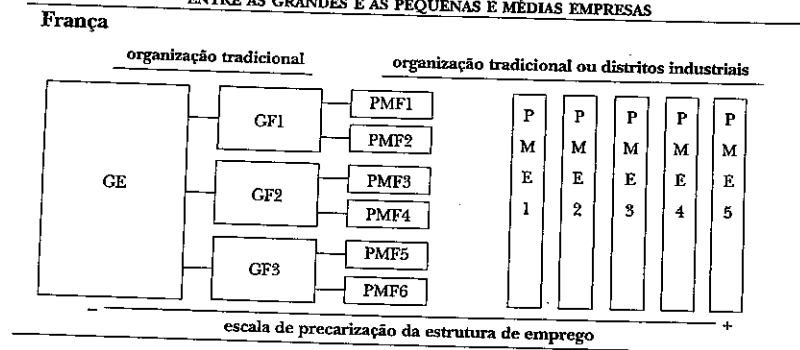 ENTRE AS GRANDES E AS PEQUENAS E MÉDIAS EMPRESAS
França
organização tradicional
organização tradicional ou distritos industriais
GE
GF1
GF2
GF3
PMF1
PMF2
PMF3
PMF4
PMF5
PMF6
P M E 1
P M E 2
P M E 3
P M E 4
P M E 5
– +
escala de precarização da estrutura de emprego